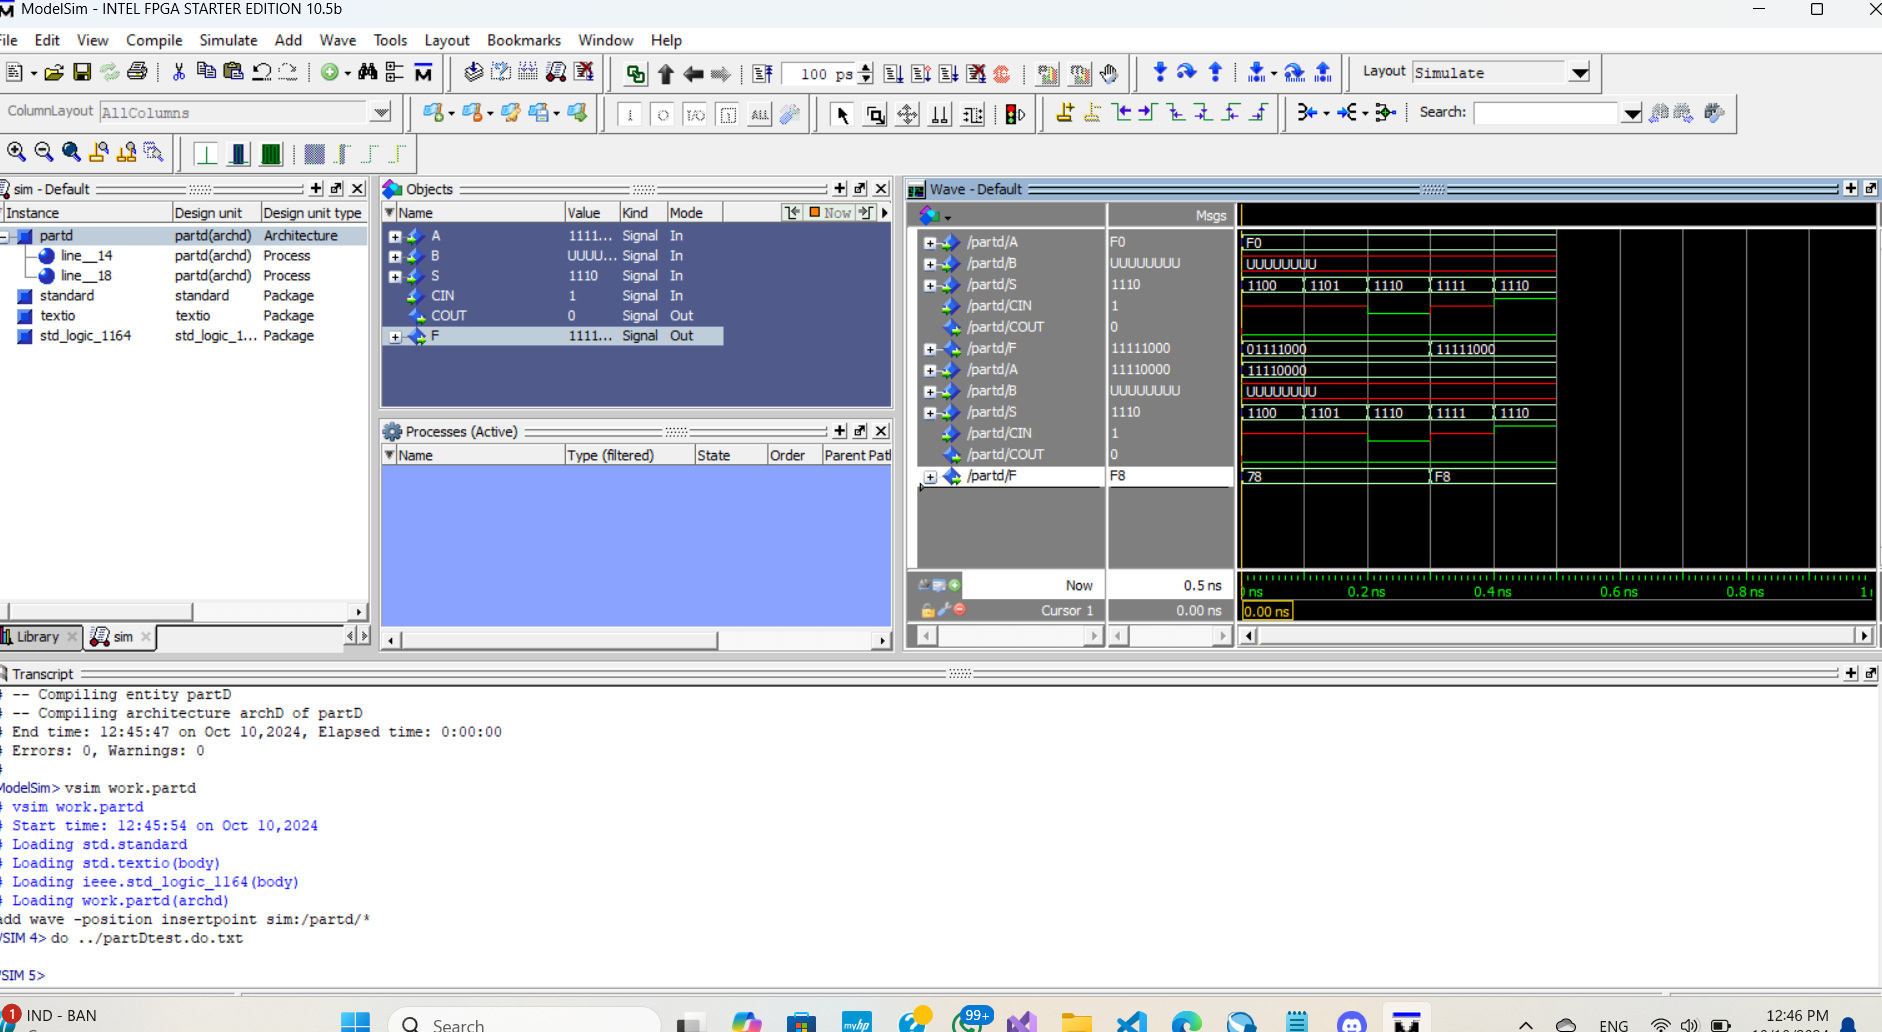 ModelSim - INTEL FPGA STARTER EDITION 10.5b
File Edit View Compile Simulate Add Wave Tools Layout Bookmarks Window Help
100 ps
Layout Simulate
ColumnLayout AllColumns
Search:
sim - Default
Instance Design unit Design unit type
partd partd(archd) Architecture
line__14 partd(archd) Process
line__18 partd(archd) Process
standard standard Package
textio textio Package
std_logic_1164 std_logic_1... Package
Library
sim
Objects
Name Value Kind Mode
Now
A 1111... Signal In
B UUUU... Signal In
S 1110 Signal In
CIN 1 Signal In
COUT 0 Signal Out
F 1111... Signal Out
Processes (Active)
Name Type (filtered) State Order Parent Pat
Wave - Default
Msgs
/partd/A F0 F0
/partd/B UUUUUUUU UUUUUUUU
/partd/S 1110 1100 1101 1110 1111 1110
/partd/CIN 1
/partd/COUT 0
/partd/F 11111000 01111000 11111000
/partd/A 11110000 11110000
/partd/B UUUUUUUU UUUUUUUU
/partd/S 1110 1100 1101 1110 1111 1110
/partd/CIN 1
/partd/COUT 0
/partd/F F8 78 F8
Now 0.5 ns ns 0.2 ns 0.4 ns 0.6 ns 0.8 ns 1
Cursor 1 0.00 ns 0.00 ns
Transcript
# -- Compiling entity partD
# -- Compiling architecture archD of partD
# End time: 12:45:47 on Oct 10,2024, Elapsed time: 0:00:00
# Errors: 0, Warnings: 0
#
ModelSim> vsim work.partd
# vsim work.partd
# Start time: 12:45:54 on Oct 10,2024
# Loading std.standard
# Loading std.textio(body)
# Loading ieee.std_logic_1164(body)
# Loading work.partd(archd)
add wave -position insertpoint sim:/partd/*
VSIM 4> do ../partDtest.do.txt
VSIM 5>
1 IND - BAN
Search
myhp
99+
ENG
12:46 PM